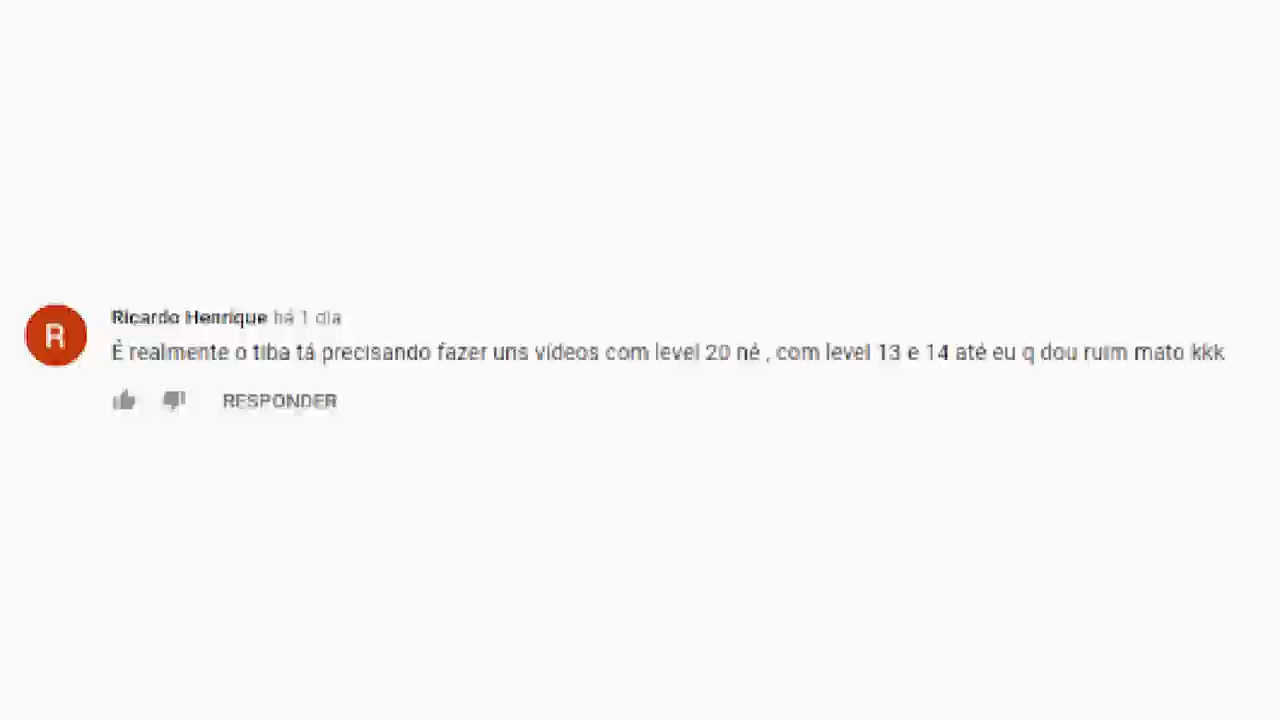 R
Ricardo Henrique há 1 dia
É realmente o tiba tá precisando fazer uns vídeos com level 20 né , com level 13 e 14 até eu q dou ruim mato kkk
RESPONDER